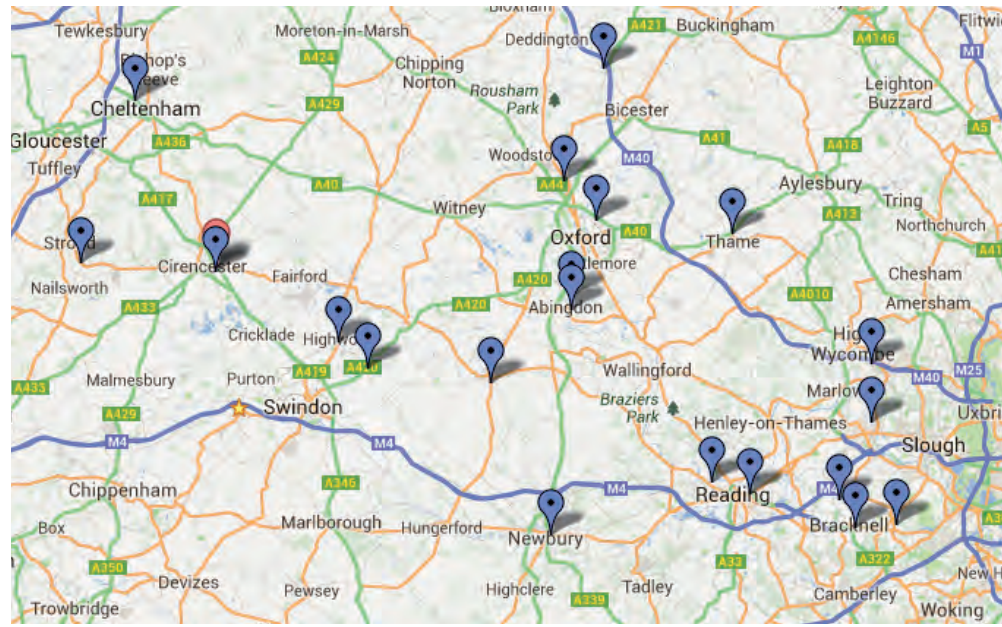 Tewkesbury
Moreton-in-Marsh
Deddington
A421
Buckingham
A4146
M1
A424
Chipping
Norton
Leighton
Buzzard
Rousham
Park
Cheltenham
A429
Bicester
A5
Gloucester
A436
A41
A418
Tuffley
M40
A40
A44
Aylesbury
Tring
A417
Witney
A413
Northchurch
Oxford
A40
Thame
A41
Cirencester
Fairford
A420
Chesham
Nailsworth
A433
A420
Abingdon
A4010
Amersham
Cricklade
High
Wycombe
A419
Wallingford
M25
A433
Malmesbury
Purton
M40
Marlow
A429
Swindon
Braziers
Park
Henley-on-Thames
M4
M4
Slough
Chippenham
A346
M4
Reading
Box
Marlborough
Hungerford
Newbury
Bracknell
A350
A33
A322
Devizes
Pewsey
Highclere
A339
Tadley
Camberley
Trowbridge
Woking